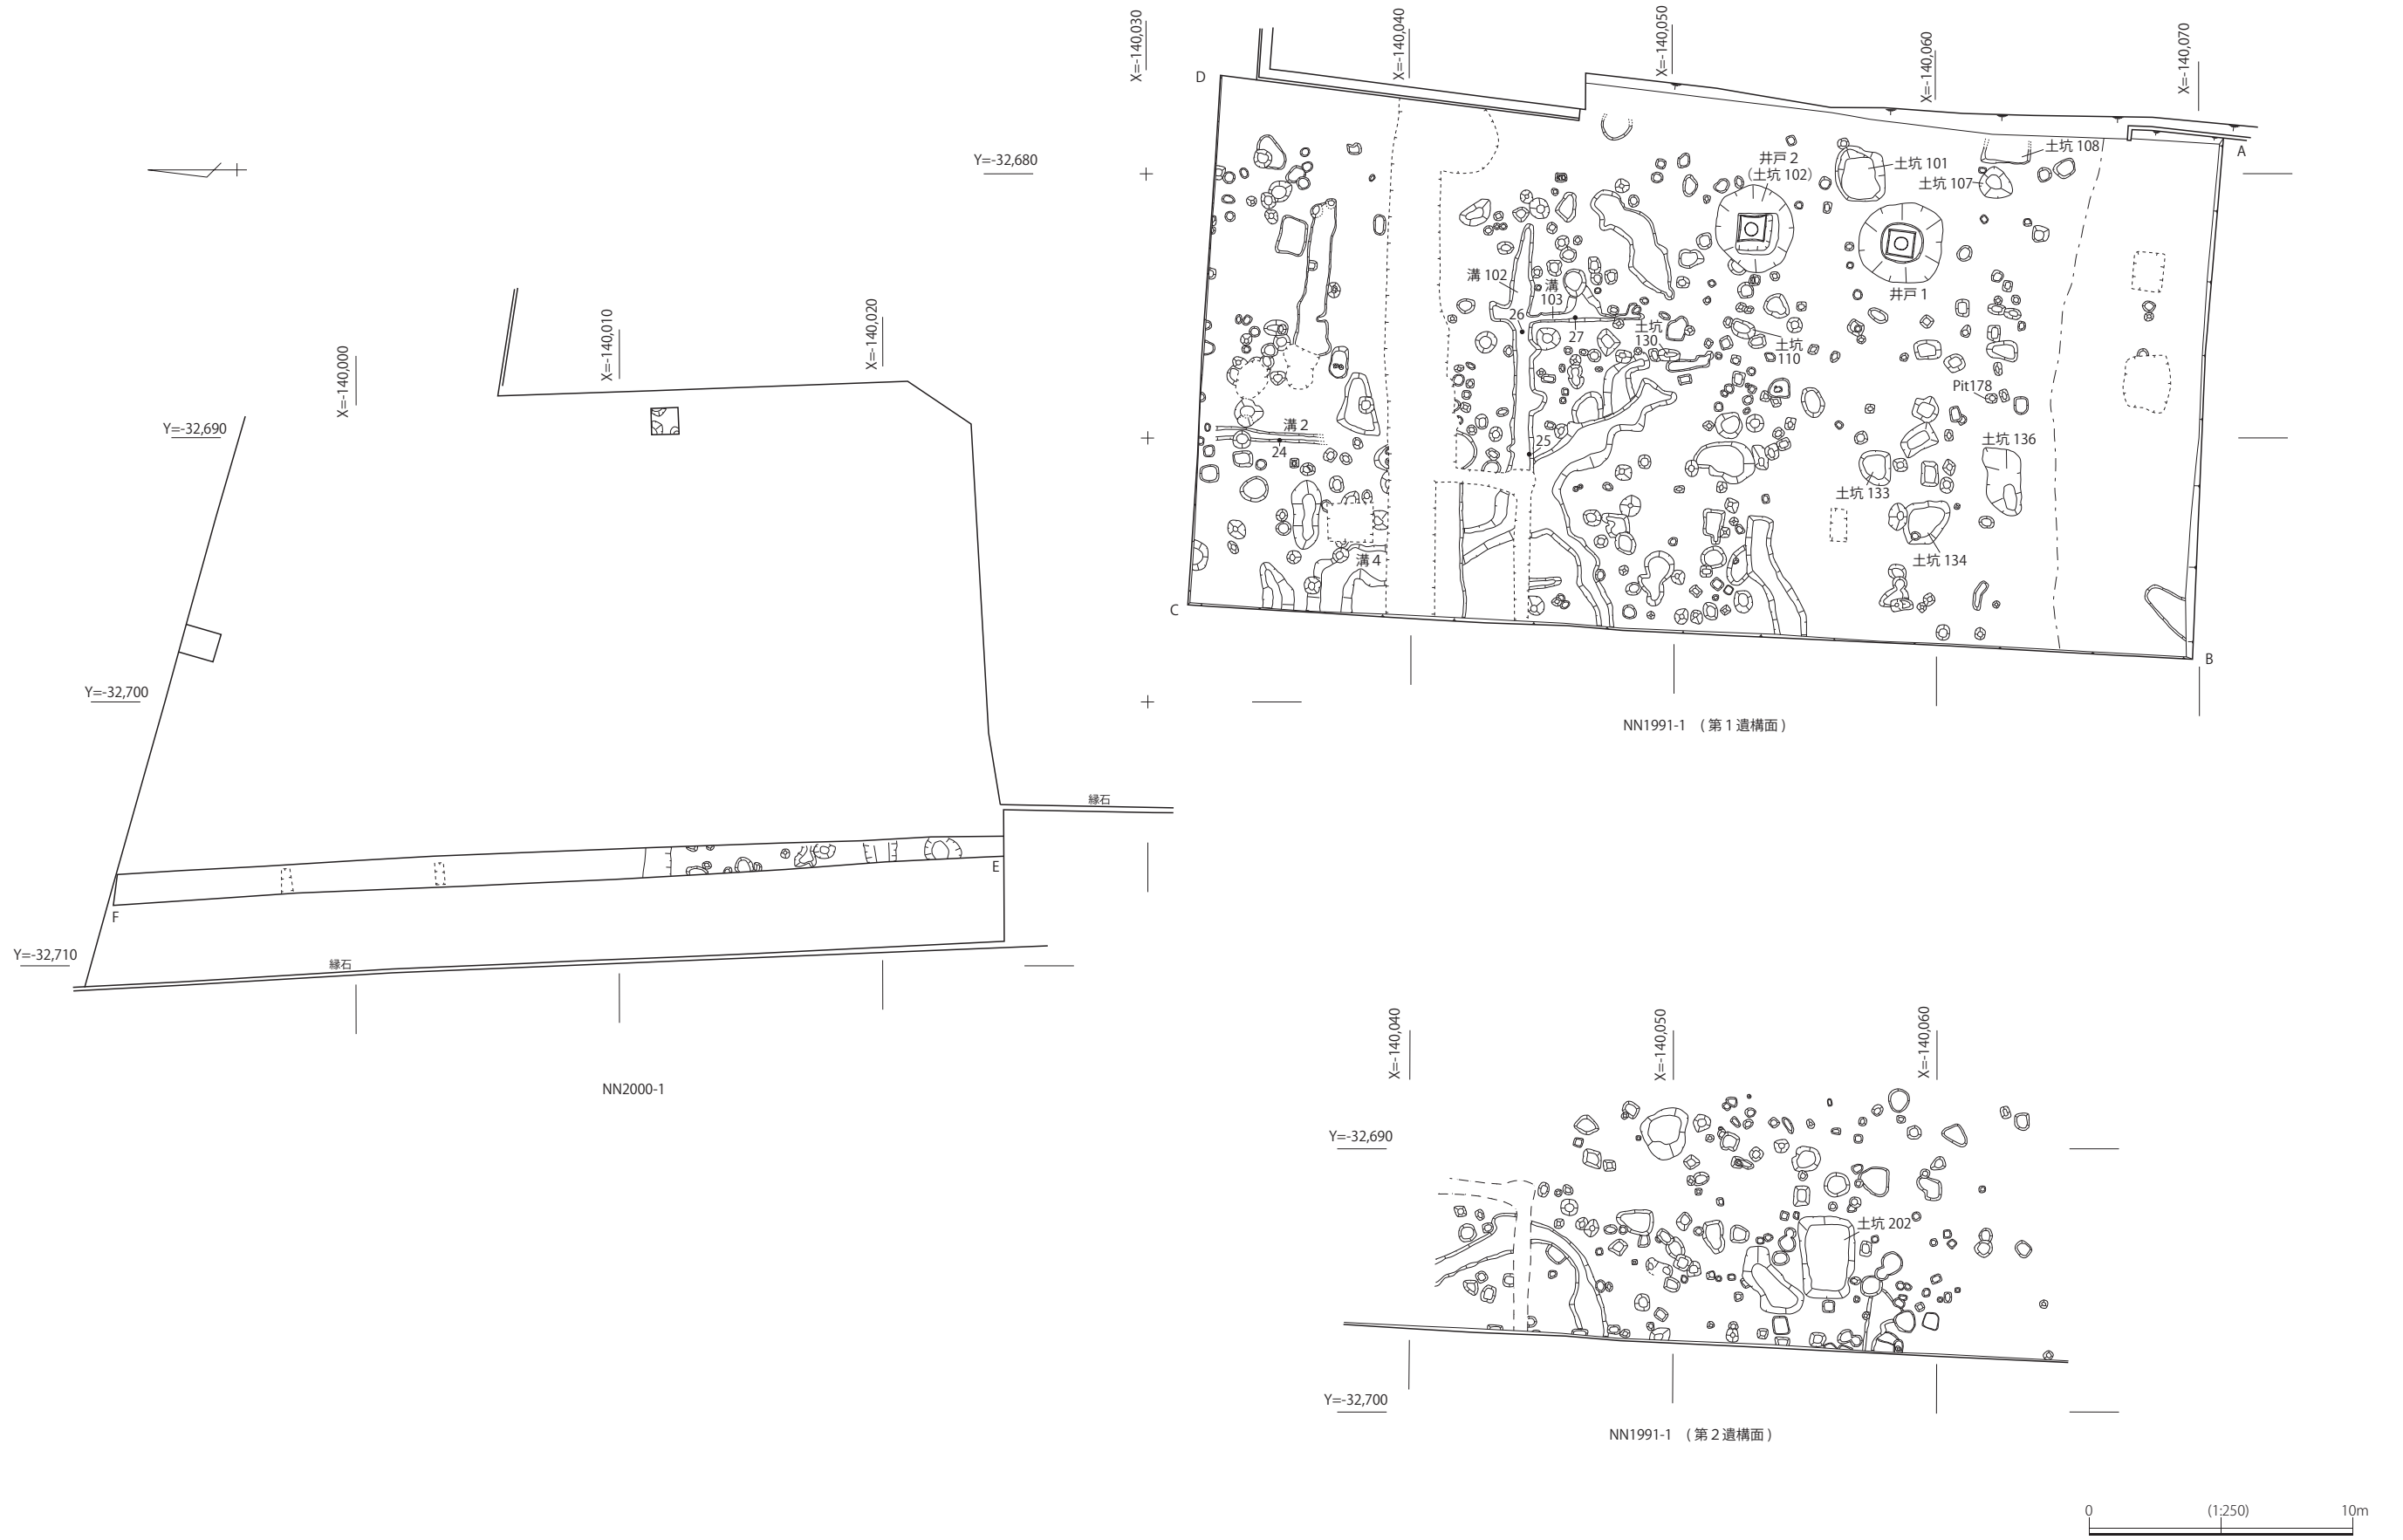 X=-140,030
X=-140,040
X=-140,050
X=-140,060
X=-140,070
D
A
Y=-32,680
井戸 2
(土坑 102)
土坑 101
土坑 108
土坑 107
溝 102
溝
103
井戸 1
26
27
土坑
130
土坑
110
Pit178
溝 2
24
25
土坑 136
土坑 133
土坑 134
溝 4
C
B
NN1991-1 (第 1 遺構面)
X=-140,000
X=-140,010
X=-140,020
Y=-32,690
Y=-32,700
縁石
E
F
Y=-32,710
縁石
NN2000-1
X=-140,040
X=-140,050
X=-140,060
Y=-32,690
土坑 202
Y=-32,700
NN1991-1 (第 2 遺構面)
0 (1:250) 10m